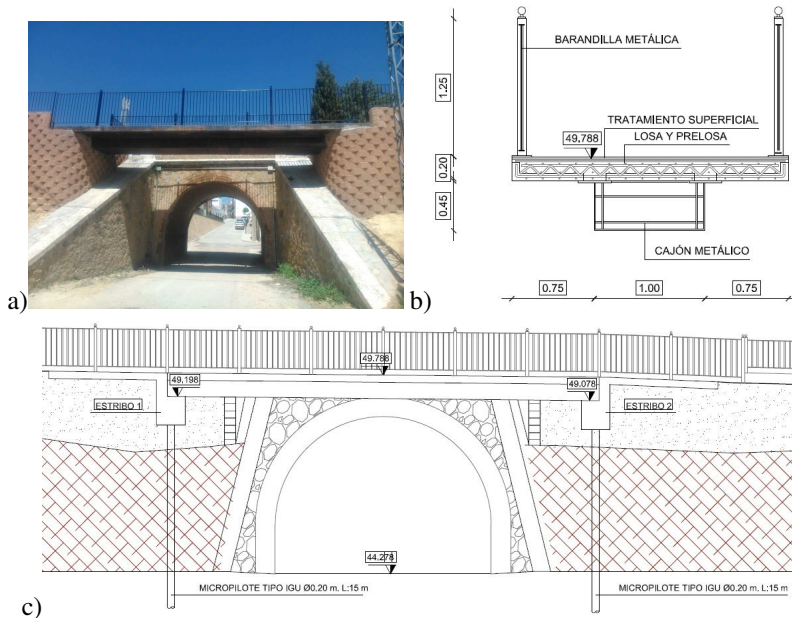 b)
BARANDILLA METÁLICA
1.25
TRATAMIENTO SUPERFICIAL
49.788
LOSA Y PRELOSA
0.20
0.45
CAJÓN METÁLICO
a)
0.75
1.00
0.75
49.788
49.198
49.078
ESTRIBO 1
ESTRIBO 2
44.278
MICROPILOTE TIPO IGU Ø0.20 m. L:15 m
MICROPILOTE TIPO IGU Ø0.20 m. L:15 m
c)